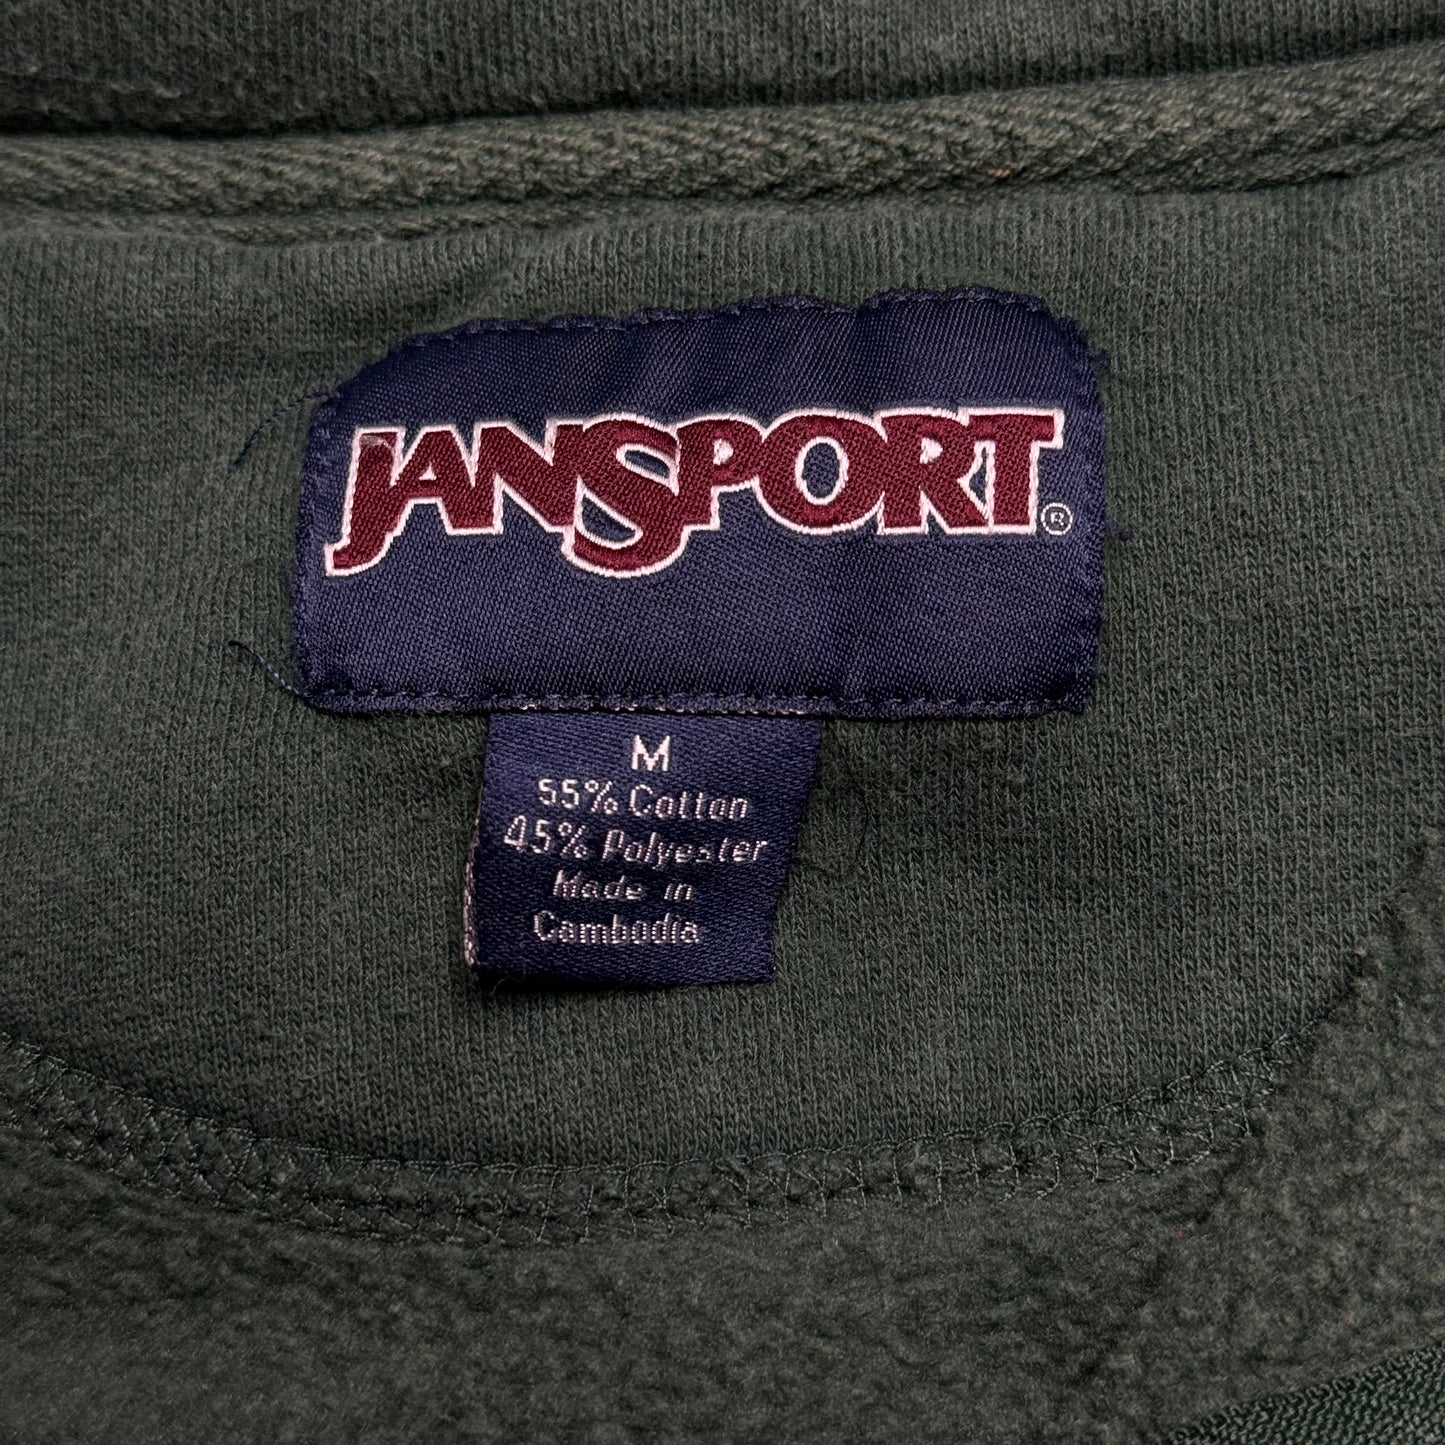 JANSPORT®
M
55% Cotton
45% Polyester
Made in
Cambodia